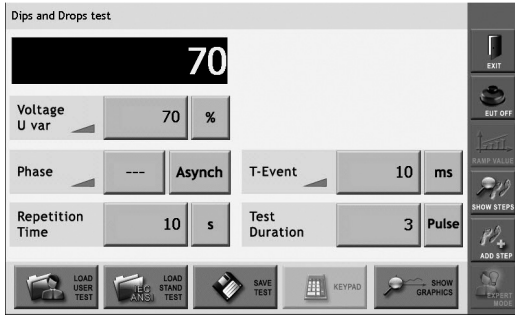 Dips and Drops test
70
EXIT
Voltage
U var
70 %
EUT OFF
RAMP VALUE
Phase
--- Asynch
T-Event
10 ms
SHOW STEPS
Repetition
Time
10 s
Test
Duration
3 Pulse
ADD STEP
LOAD
USER
TEST
IEC
ANSI
LOAD
STAND
TEST
SAVE
TEST
KEYPAD
SHOW
GRAPHICS
EXPERT
MODE